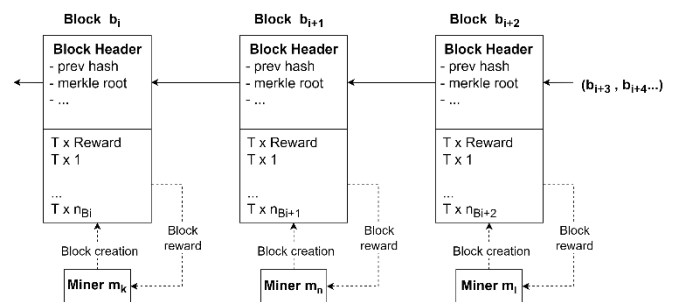 Block b_i
Block Header
- prev hash
- merkle root
- ...
T x Reward
T x 1
...
T x n_Bi
Block creation
Block
reward
Miner m_k
Block b_i+1
Block Header
- prev hash
- merkle root
- ...
T x Reward
T x 1
...
T x n_Bi+1
Block creation
Block
reward
Miner m_n
Block b_i+2
Block Header
- prev hash
- merkle root
- ...
T x Reward
T x 1
...
T x n_Bi+2
Block creation
Block
reward
Miner m_l
(b_i+3 , b_i+4...)